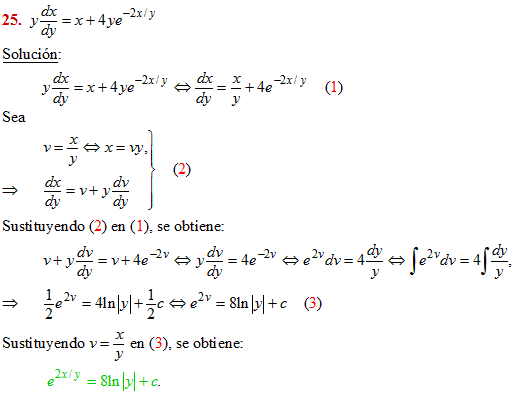 25. y dx/dy = x + 4ye^(-2x/y)
Solución:
y dx/dy = x + 4ye^(-2x/y) ⇔ dx/dy = x/y + 4e^(-2x/y) (1)
Sea
v = x/y ⇔ x = vy,
⇒ dx/dy = v + y dv/dy } (2)
Sustituyendo (2) en (1), se obtiene:
v + y dv/dy = v + 4e^(-2v) ⇔ y dv/dy = 4e^(-2v) ⇔ e^(2v) dv = 4 dy/y ⇔ ∫e^(2v) dv = 4∫dy/y,
⇒ 1/2 e^(2v) = 4ln|y| + 1/2 c ⇔ e^(2v) = 8ln|y| + c (3)
Sustituyendo v = x/y en (3), se obtiene:
e^(2x/y) = 8ln|y| + c.